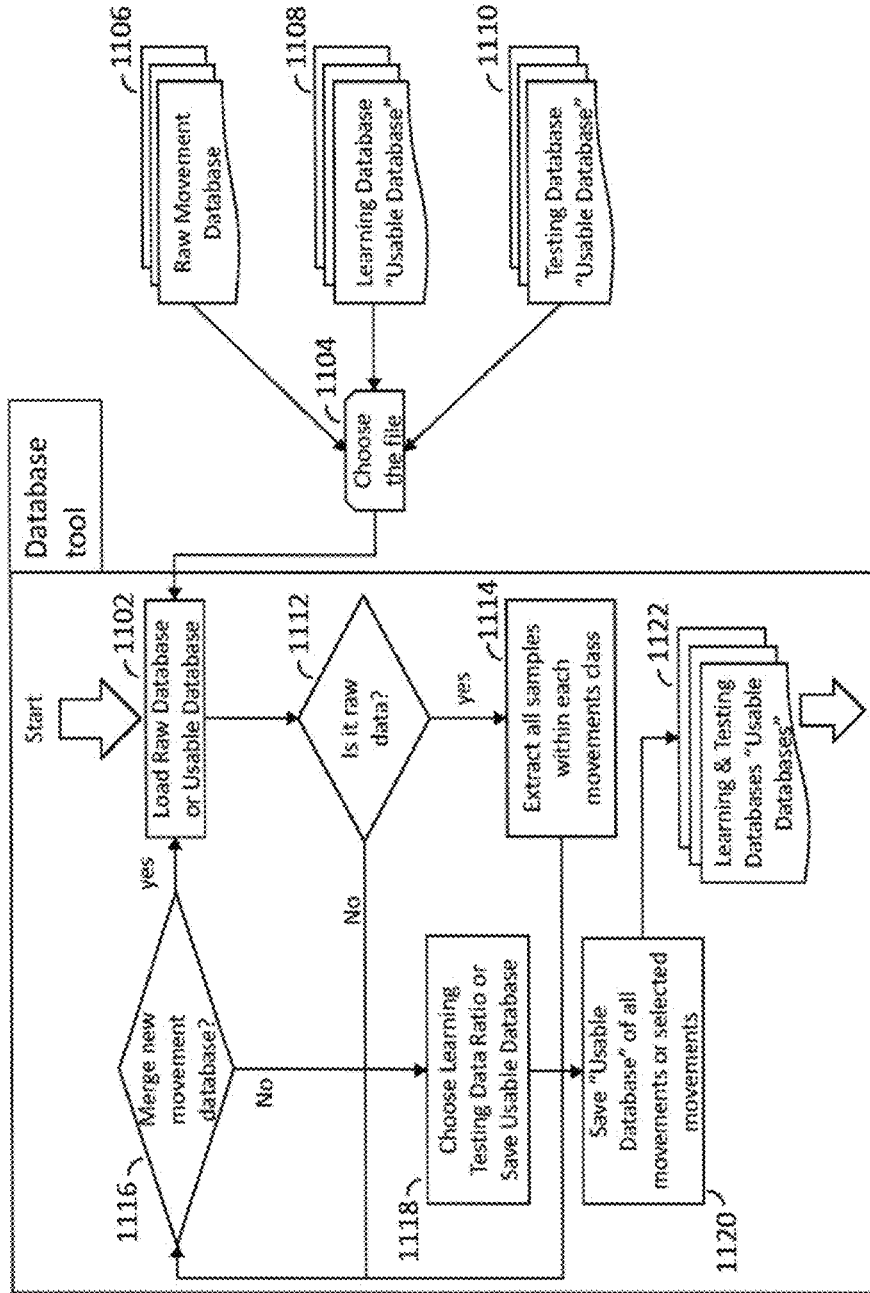 Database
tool
Start
1102
Load Raw Database
or Usable Database
1104
Choose
the file
1106
Raw Movement
Database
1108
Learning Database
"Usable Database"
1110
Testing Database
"Usable Database"
1112
Is it raw
data?
yes
No
1114
Extract all samples
within each
movements class
1116
Merge new
movement
database?
yes
No
1118
Choose Learning
Testing Data Ratio or
Save Usable Database
1120
Save "Usable
Database" of all
movements or selected
movements
1122
Learning & Testing
Databases "Usable
Databases"